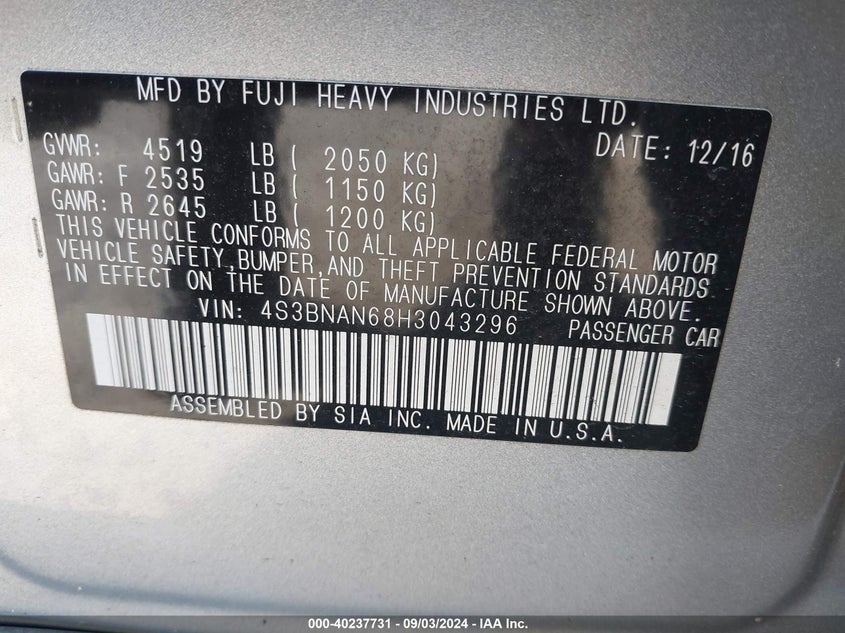 MFD BY FUJI HEAVY INDUSTRIES LTD.
GVWR: 4519 LB ( 2050 KG) DATE: 12/16
GAWR: F 2535 LB ( 1150 KG)
GAWR: R 2645 LB ( 1200 KG)
THIS VEHICLE CONFORMS TO ALL APPLICABLE FEDERAL MOTOR
VEHICLE SAFETY,BUMPER,AND THEFT PREVENTION STANDARDS
IN EFFECT ON THE DATE OF MANUFACTURE SHOWN ABOVE.
VIN: 4S3BNAN68H3043296 PASSENGER CAR
ASSEMBLED BY SIA INC. MADE IN U.S.A.
000-40237731 - 09/03/2024 - IAA Inc.